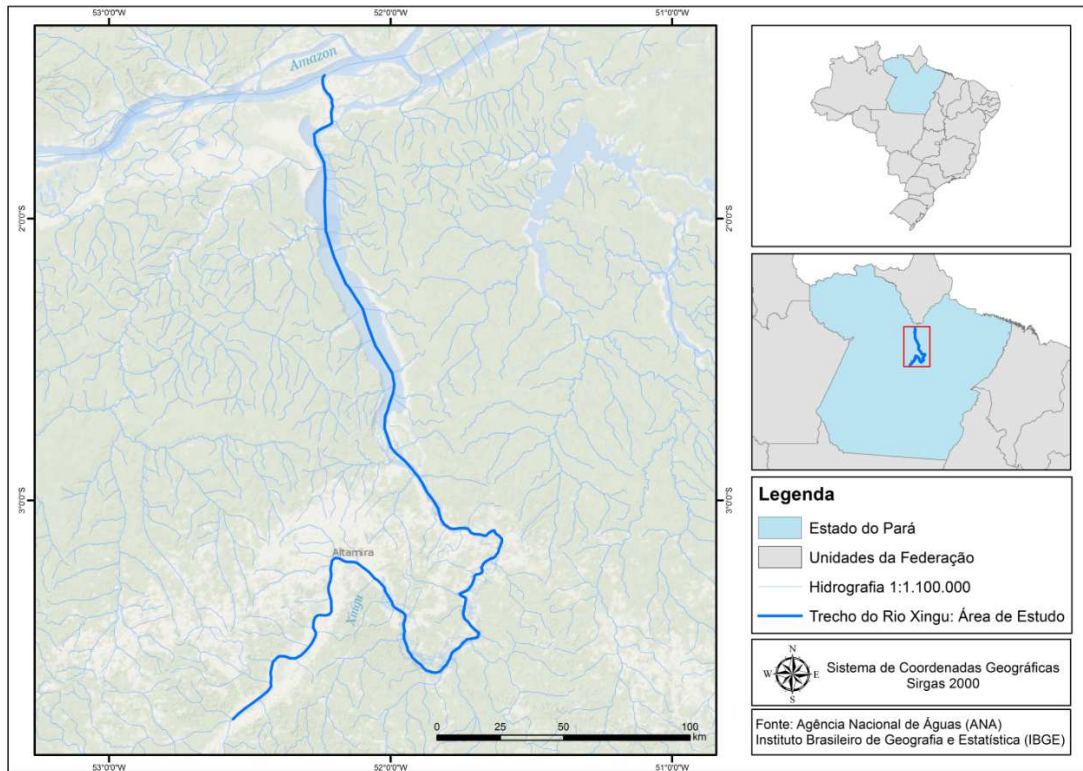 53°0'0"W
52°0'0"W
51°0'0"W
Amazon
2°0'0"S
2°0'0"S
3°0'0"S
3°0'0"S
Altamira
Xingu
0 25 50 100
km
53°0'0"W
52°0'0"W
51°0'0"W
Legenda
Estado do Pará
Unidades da Federação
Hidrografia 1:1.100.000
Trecho do Rio Xingu: Área de Estudo
N
W E
S
Sistema de Coordenadas Geográficas
Sirgas 2000
Fonte: Agência Nacional de Águas (ANA)
Instituto Brasileiro de Geografia e Estatística (IBGE)